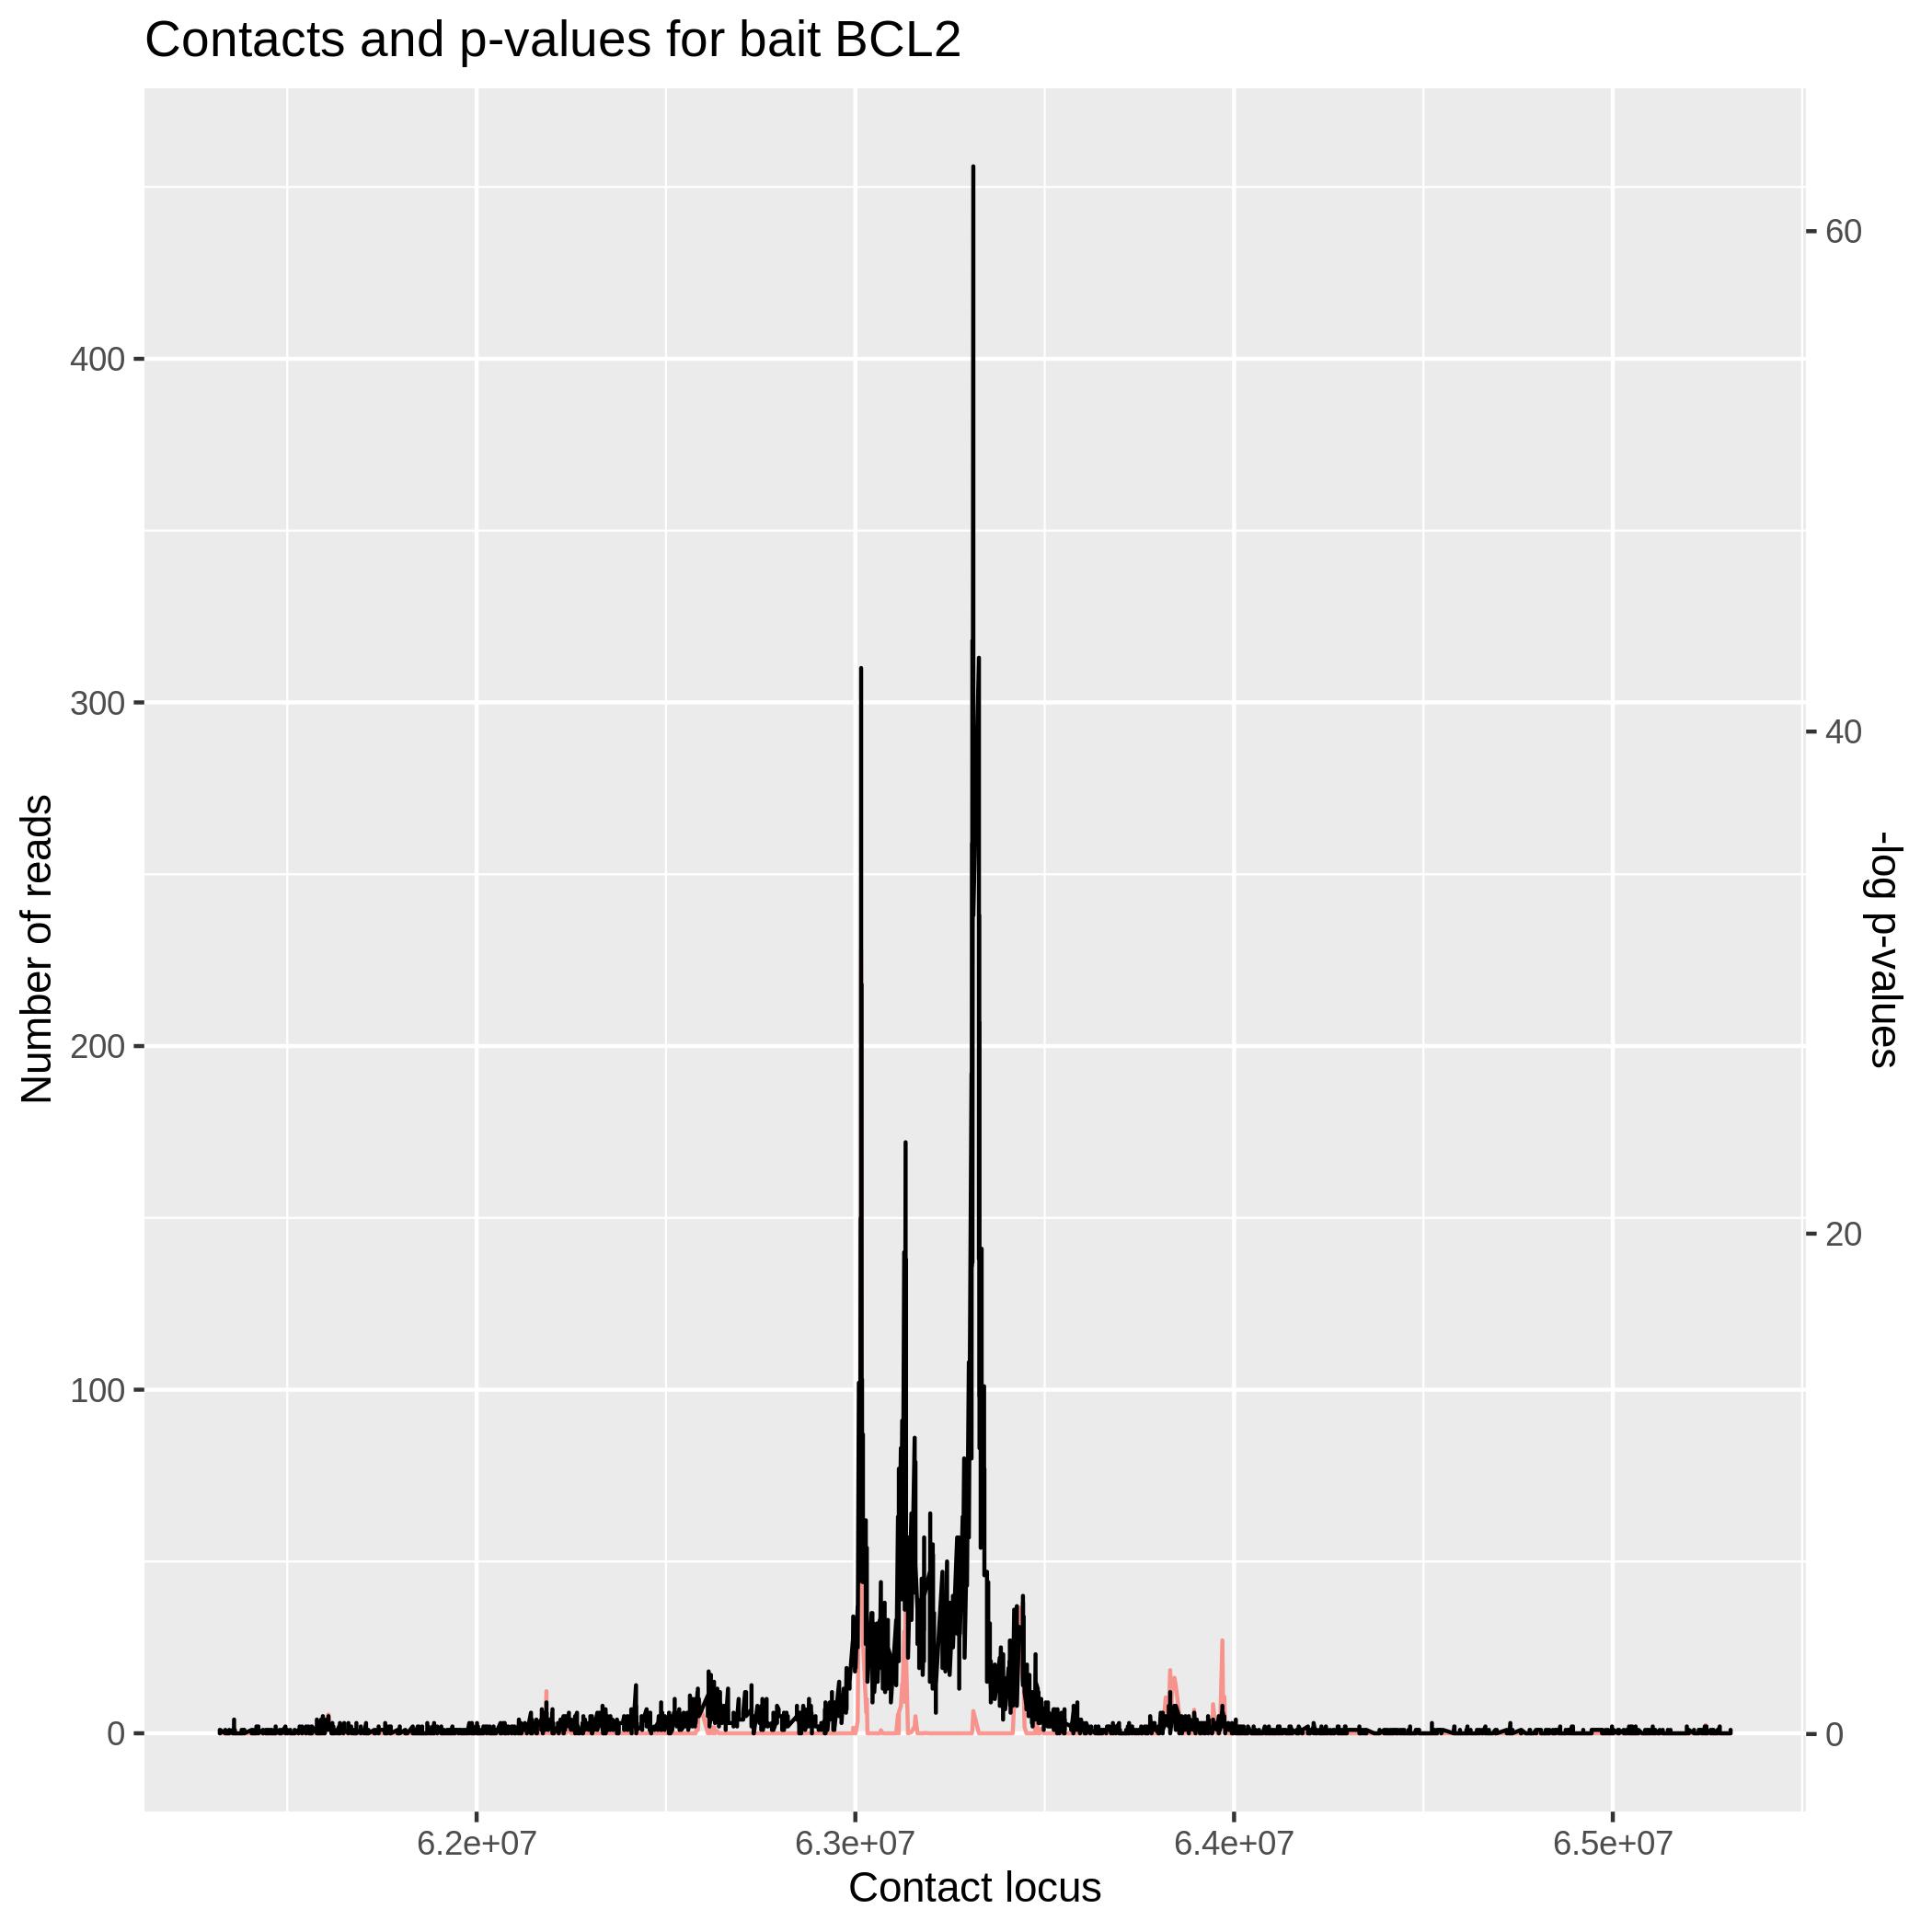 Contacts and p-values for bait BCL2
Number of reads
400
300
200
100
0
60
40
20
0
-log p-values
6.2e+07 6.3e+07 6.4e+07 6.5e+07
Contact locus